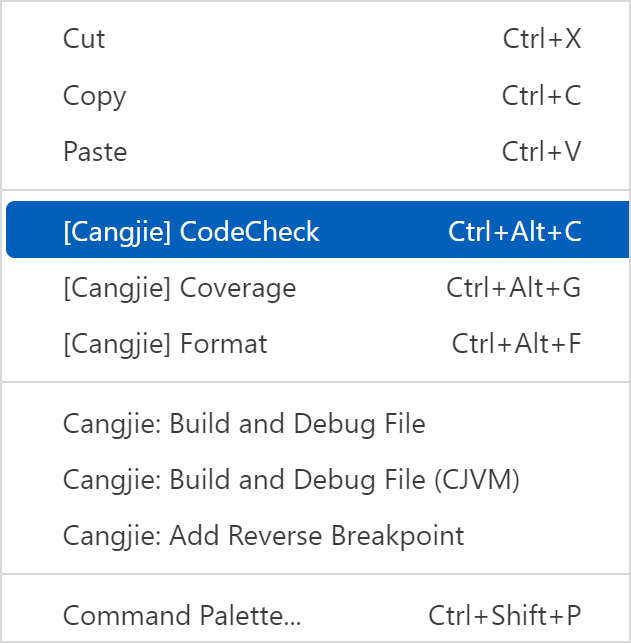 Cut Ctrl+X
Copy Ctrl+C
Paste Ctrl+V
[Cangjie] CodeCheck Ctrl+Alt+C
[Cangjie] Coverage Ctrl+Alt+G
[Cangjie] Format Ctrl+Alt+F
Cangjie: Build and Debug File
Cangjie: Build and Debug File (CJVM)
Cangjie: Add Reverse Breakpoint
Command Palette... Ctrl+Shift+P